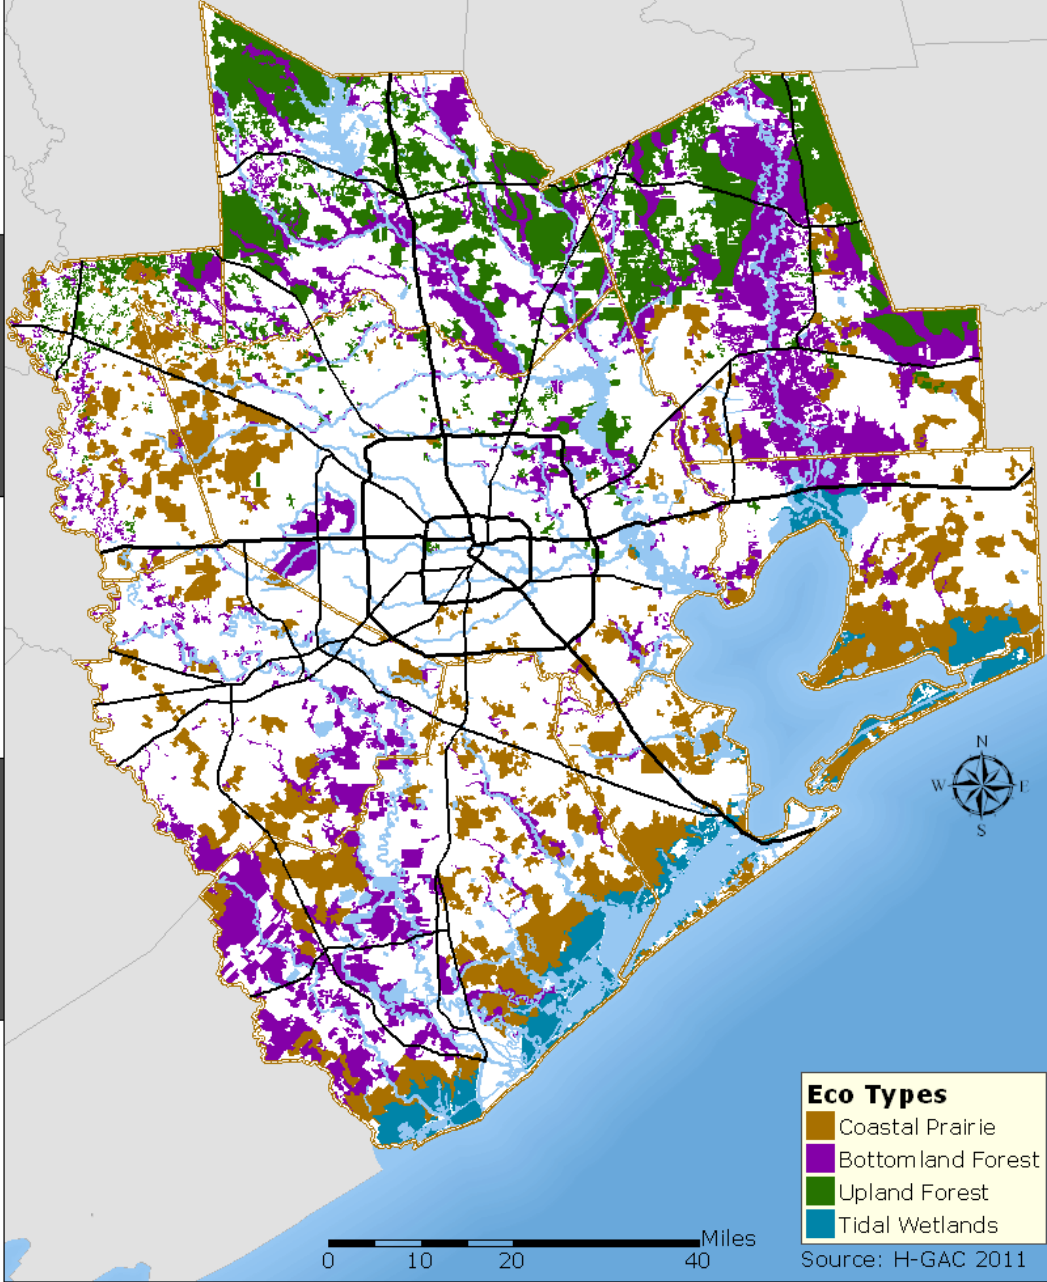 N
W E
S
Eco Types
Coastal Prairie
Bottomland Forest
Upland Forest
Tidal Wetlands
Miles
0 10 20 40
Source: H-GAC 2011